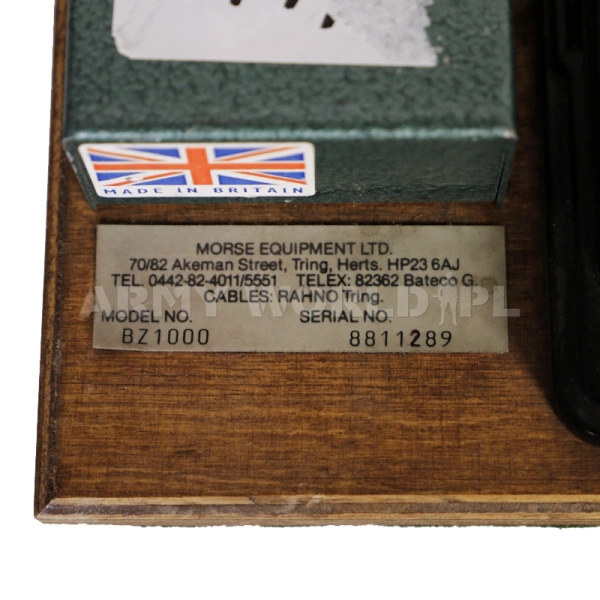 MADE IN BRITAIN
MORSE EQUIPMENT LTD.
70/82 Akeman Street, Tring, Herts. HP23 6AJ
TEL. 0442-82-4011/5551 TELEX: 82362 Bateco G.
CABLES: RAHNO Tring.
ARMY WORLD PL
MODEL NO. SERIAL NO.
BZ1000 8811289